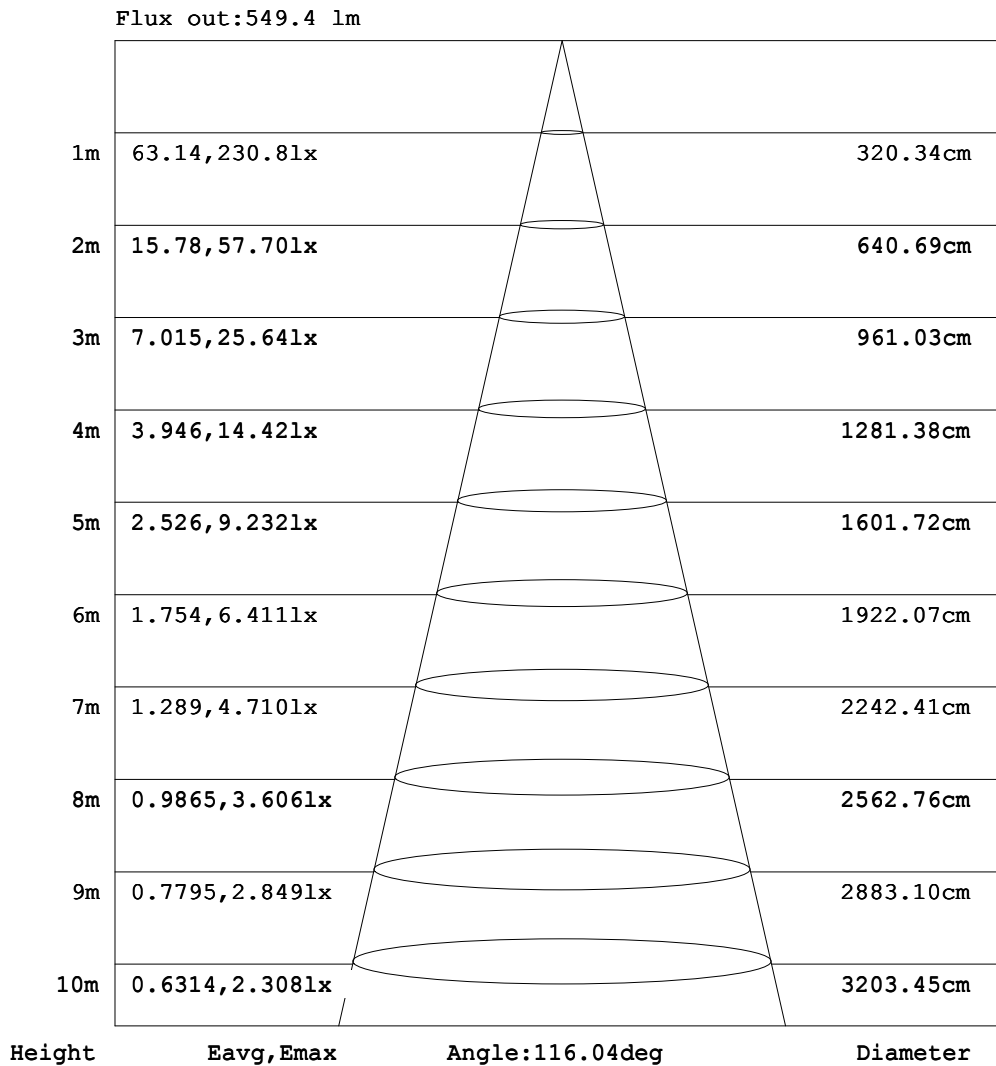 Flux out:549.4 lm
1m 63.14,230.8lx 320.34cm
2m 15.78,57.70lx 640.69cm
3m 7.015,25.64lx 961.03cm
4m 3.946,14.42lx 1281.38cm
5m 2.526,9.232lx 1601.72cm
6m 1.754,6.411lx 1922.07cm
7m 1.289,4.710lx 2242.41cm
8m 0.9865,3.606lx 2562.76cm
9m 0.7795,2.849lx 2883.10cm
10m 0.6314,2.308lx 3203.45cm
Height Eavg,Emax Angle:116.04deg Diameter